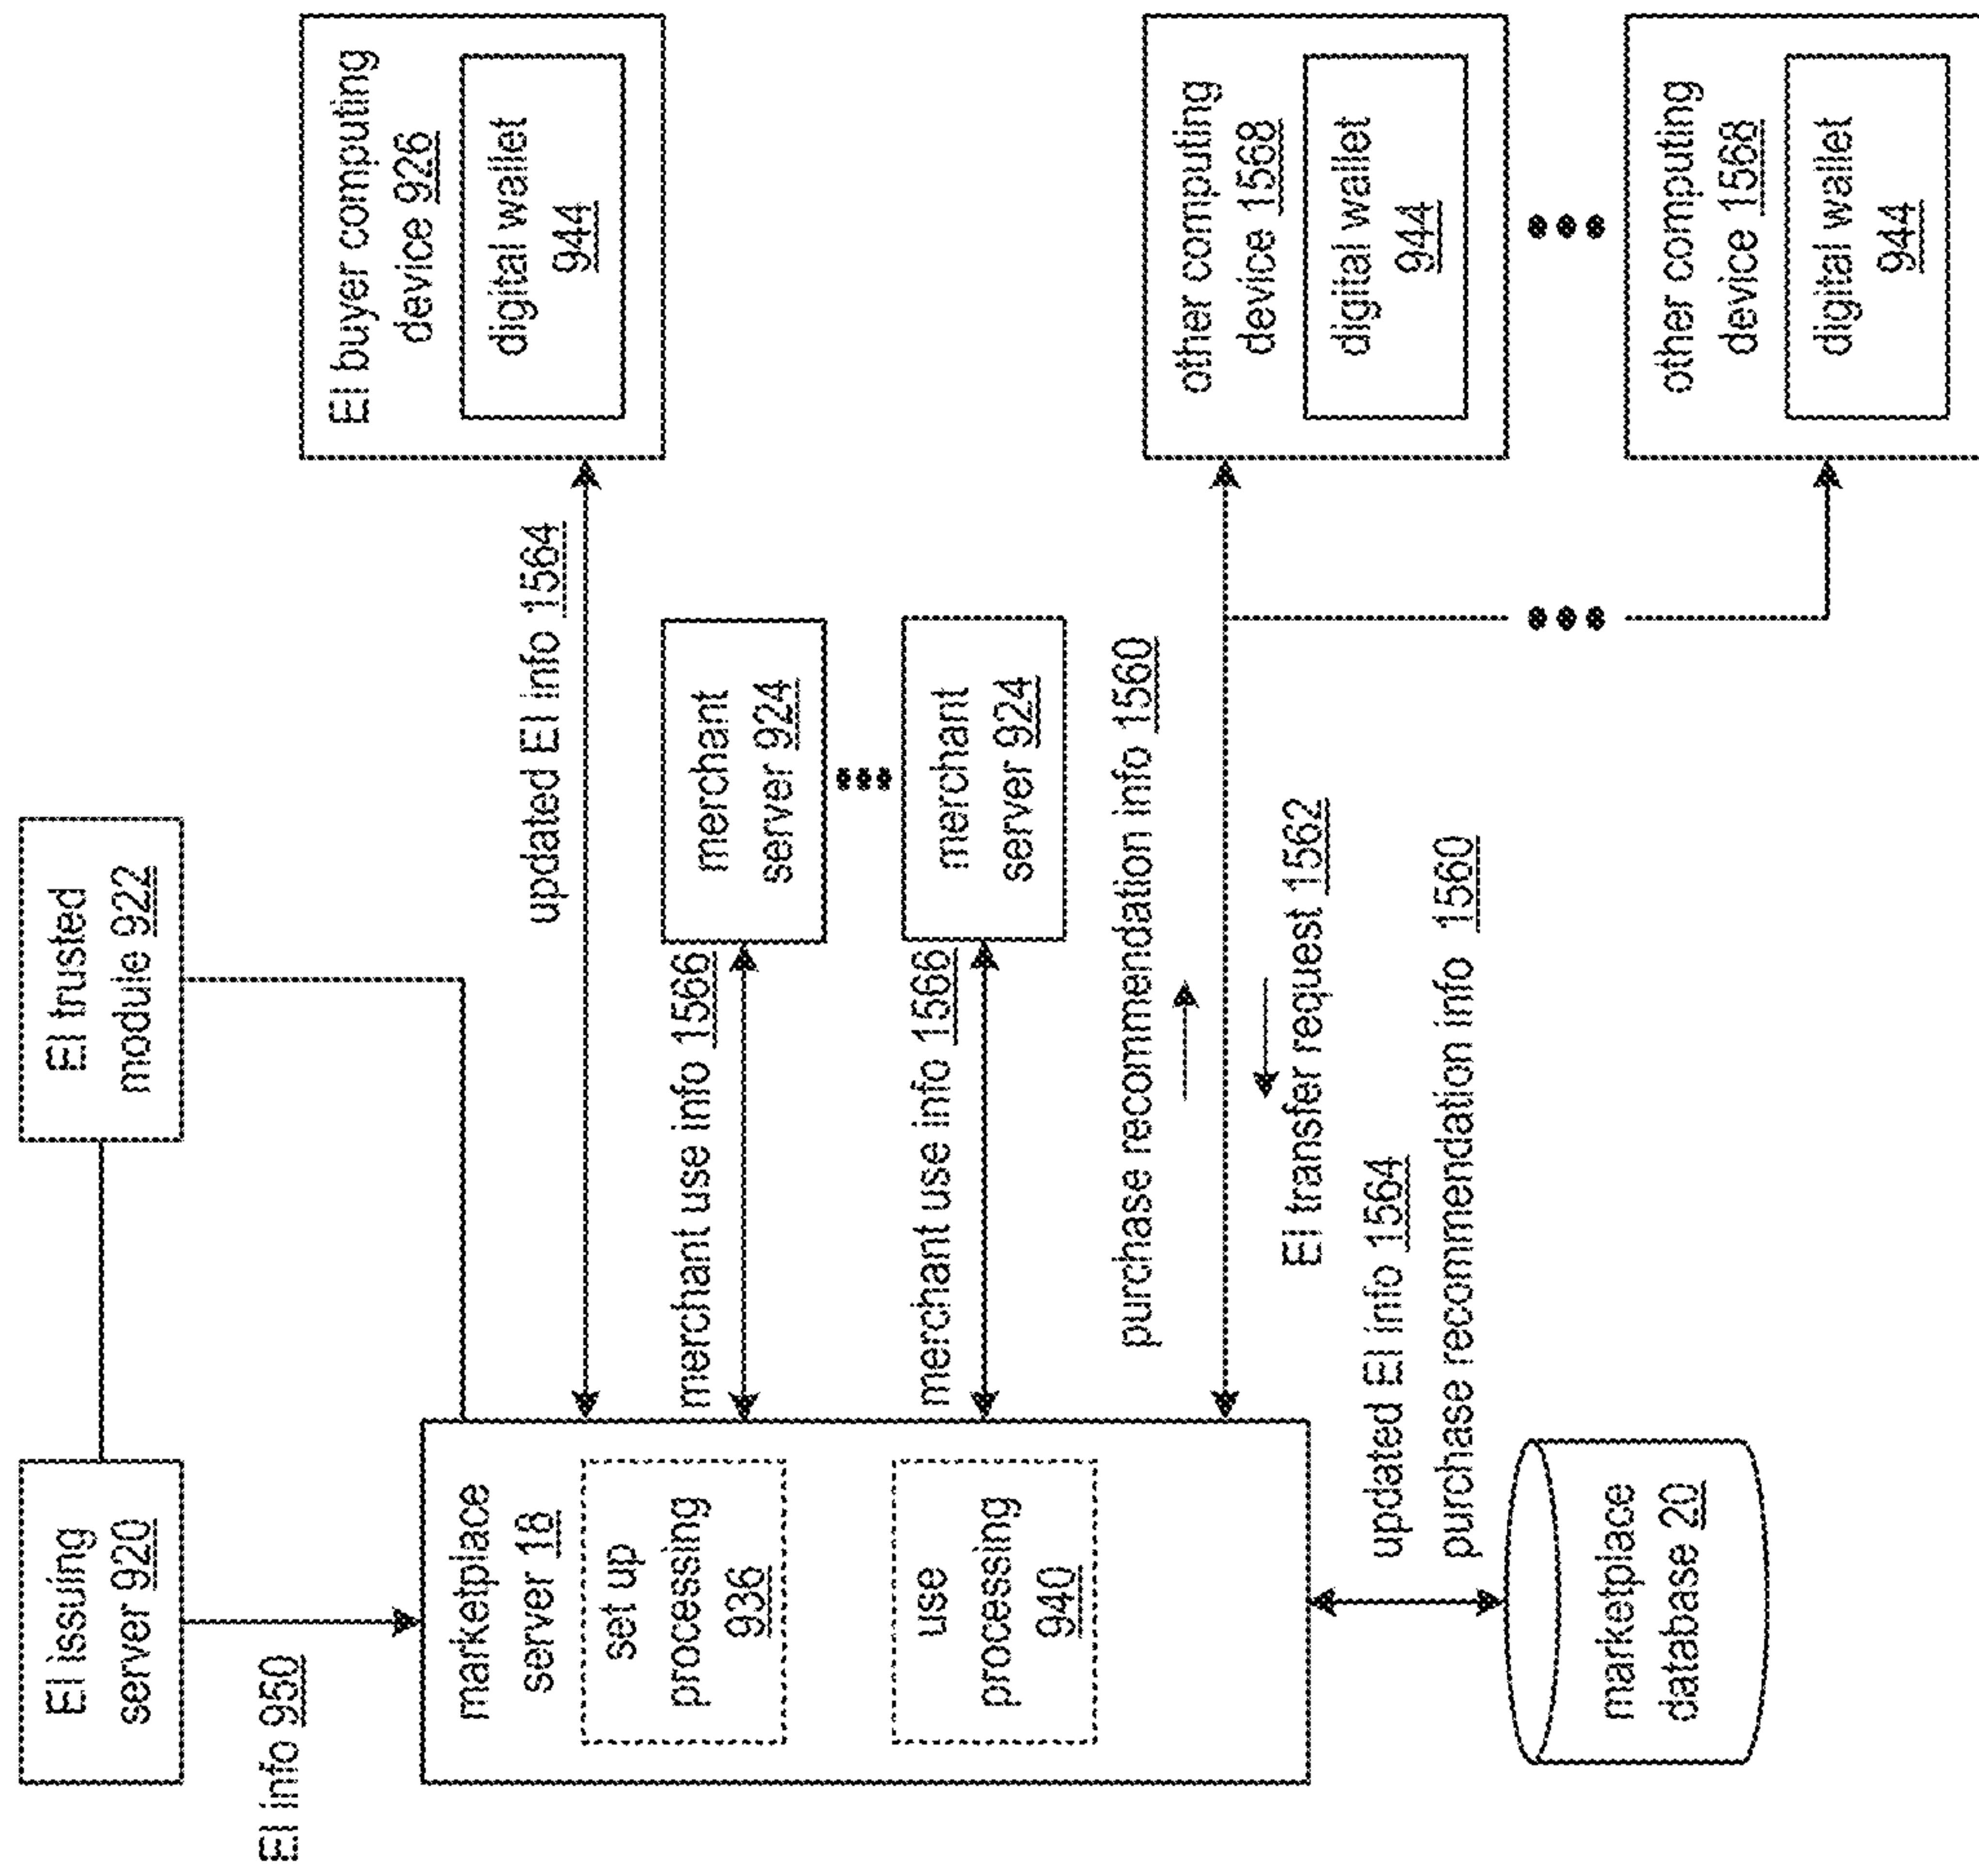 EI issuing
server 920
EI trusted
module 922
EI info 950
marketplace
server 18
set up
processing
936
use
processing
940
updated EI info 1564
EI buyer computing
device 926
digital wallet
944
merchant use info 1566
merchant
server 924
merchant use info 1566
merchant
server 924
purchase recommendation info 1560
EI transfer request 1562
other computing
device 1568
digital wallet
944
other computing
device 1568
digital wallet
944
updated EI info 1564
purchase recommendation info 1560
marketplace
database 20